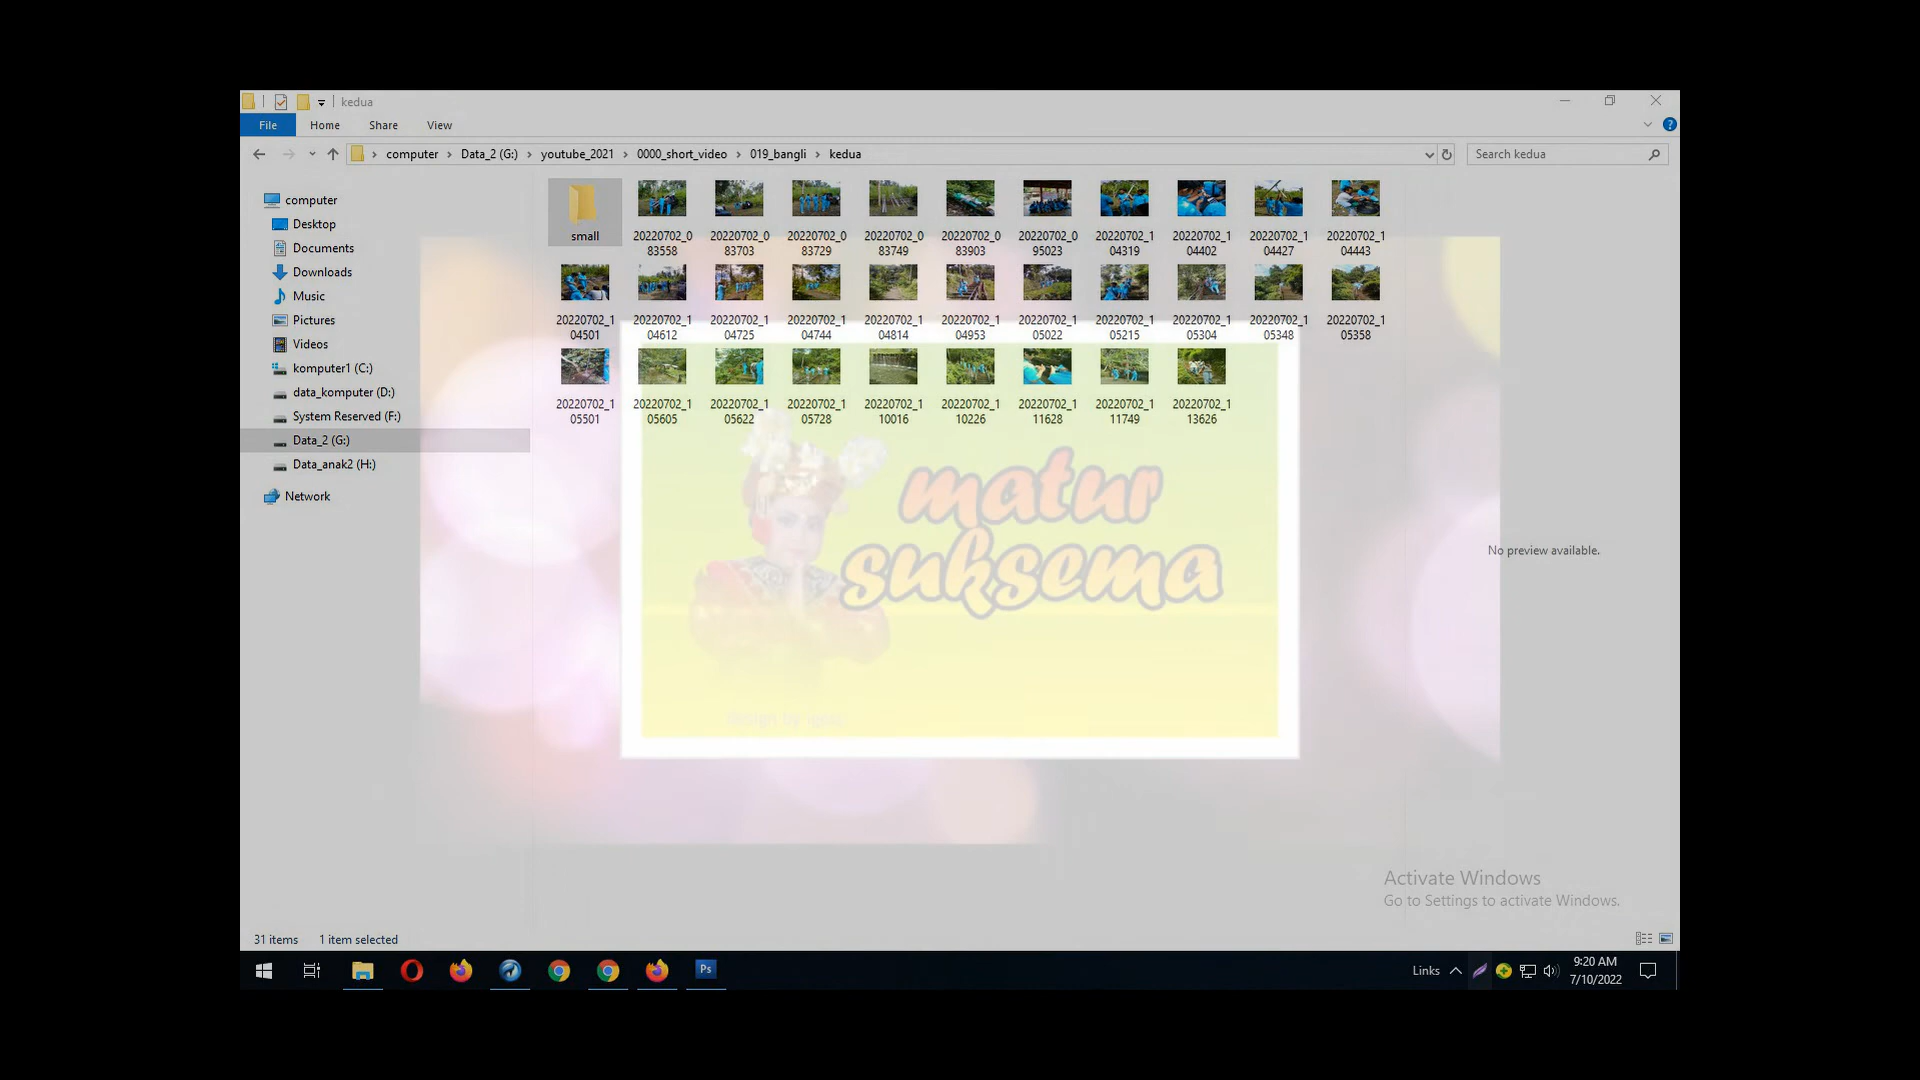 kedua
File Home Share View
computer Data_2 (G:) youtube_2021 0000_short_video 019_bangli kedua Search kedua
computer
Desktop
Documents
Downloads
Music
Pictures
Videos
komputer1 (C:)
data_komputer (D:)
System Reserved (F:)
Data_2 (G:)
Data_anak2 (H:)
Network
small 20220702_0 20220702_0 20220702_0 20220702_0 20220702_0 20220702_0 20220702_1 20220702_1 20220702_1 20220702_1
83558 83703 83729 83749 83903 95023 04319 04402 04427 04443
20220702_1 20220702_1 20220702_1 20220702_1 20220702_1 20220702_1 20220702_1 20220702_1 20220702_1 20220702_1 20220702_1
04501 04612 04725 04744 04814 04953 05022 05215 05304 05348 05358
20220702_1 20220702_1 20220702_1 20220702_1 20220702_1 20220702_1 20220702_1 20220702_1 20220702_1
05501 05605 05622 05728 10016 10226 11628 11749 13626
matur
suksema
No preview available.
Activate Windows
Go to Settings to activate Windows.
31 items 1 item selected
Ps
Links
9:20 AM
7/10/2022